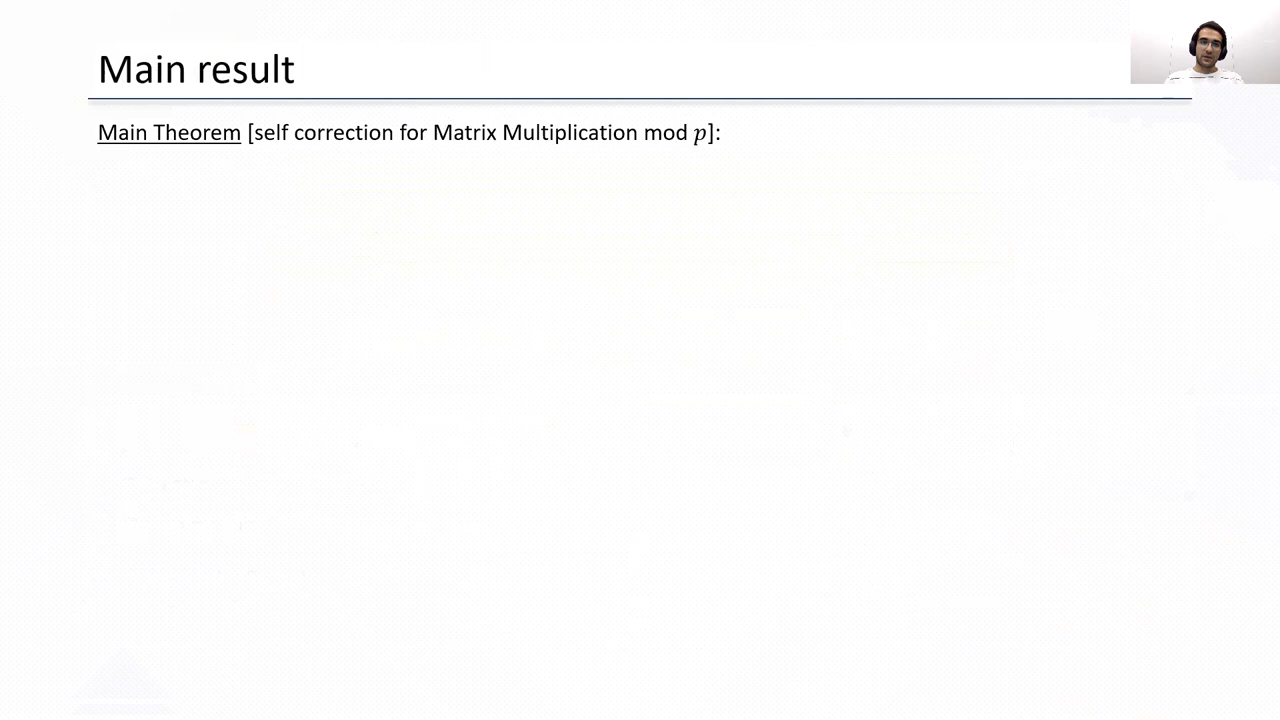 Main result
Main Theorem [self correction for Matrix Multiplication mod 𝑝]: